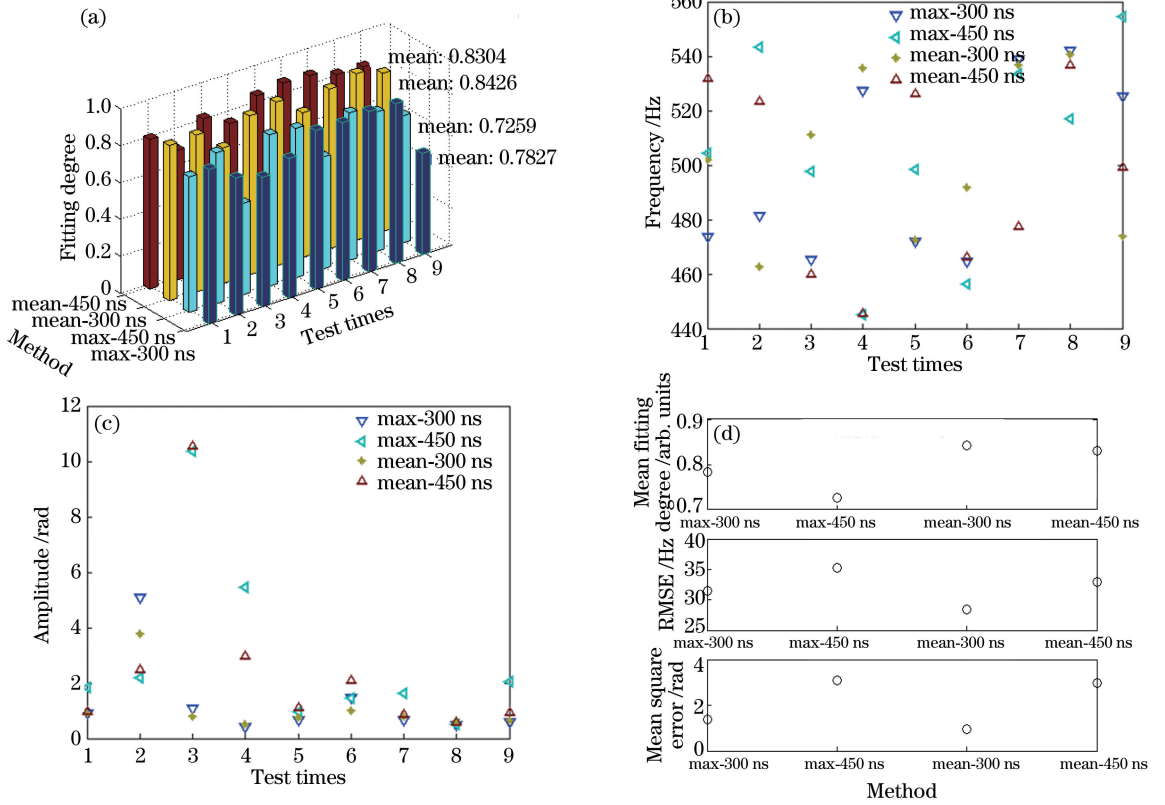 (a)
mean: 0.8304
mean: 0.8426
mean: 0.7259
mean: 0.7827
1.0
0.8
0.6
0.4
0.2
0
Fitting degree
mean-450 ns
mean-300 ns
max-450 ns
max-300 ns
Method
1 2 3 4 5 6 7 8 9
Test times
(b)
max-300 ns
max-450 ns
mean-300 ns
mean-450 ns
560
540
520
500
480
460
440
Frequency /Hz
1 2 3 4 5 6 7 8 9
Test times
(c)
max-300 ns
max-450 ns
mean-300 ns
mean-450 ns
12
10
8
6
4
2
0
Amplitude /rad
1 2 3 4 5 6 7 8 9
Test times
(d)
Mean fitting
degree /arb. units
0.9
0.8
0.7
max-300 ns max-450 ns mean-300 ns mean-450 ns
RMSE /Hz
40
35
30
25
max-300 ns max-450 ns mean-300 ns mean-450 ns
Mean square
error /rad
4
2
0
max-300 ns max-450 ns mean-300 ns mean-450 ns
Method